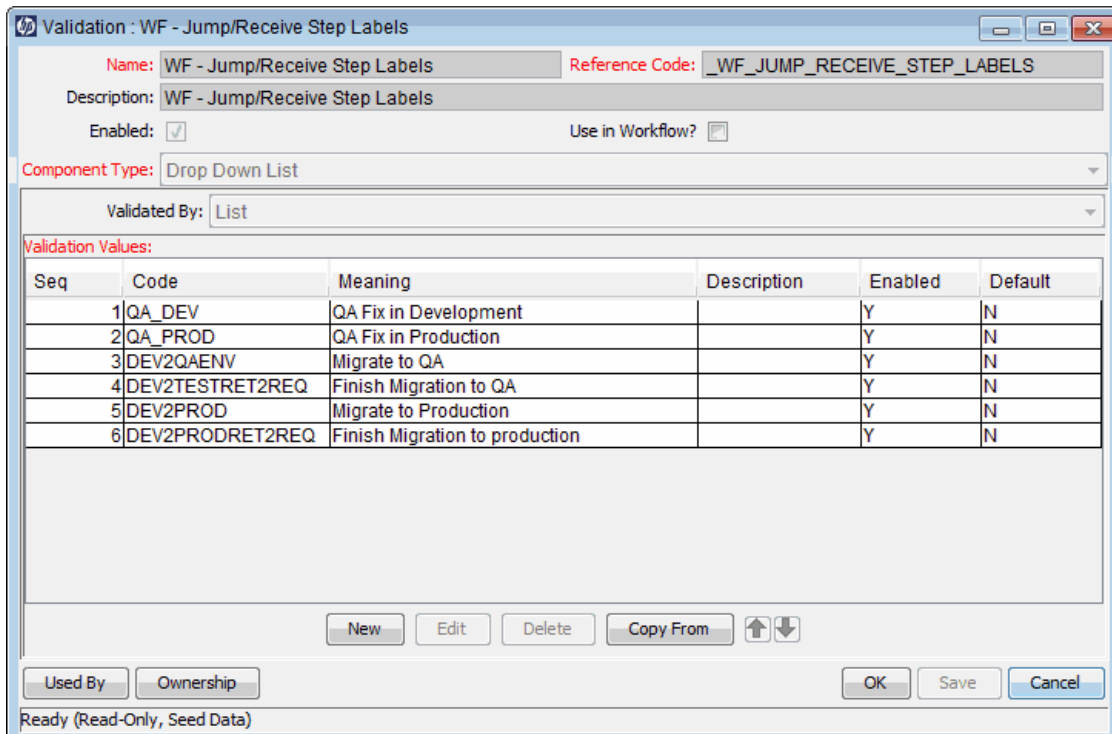 Validation : WF - Jump/Receive Step Labels
Name: WF - Jump/Receive Step Labels Reference Code: _WF_JUMP_RECEIVE_STEP_LABELS
Description: WF - Jump/Receive Step Labels
Enabled: Use in Workflow?
Component Type: Drop Down List
Validated By: List
Validation Values:
Seq Code Meaning Description Enabled Default
1 QA_DEV QA Fix in Development Y N
2 QA_PROD QA Fix in Production Y N
3 DEV2QAENV Migrate to QA Y N
4 DEV2TESTRET2REQ Finish Migration to QA Y N
5 DEV2PROD Migrate to Production Y N
6 DEV2PRODRET2REQ Finish Migration to production Y N
New Edit Delete Copy From
Used By Ownership OK Save Cancel
Ready (Read-Only, Seed Data)